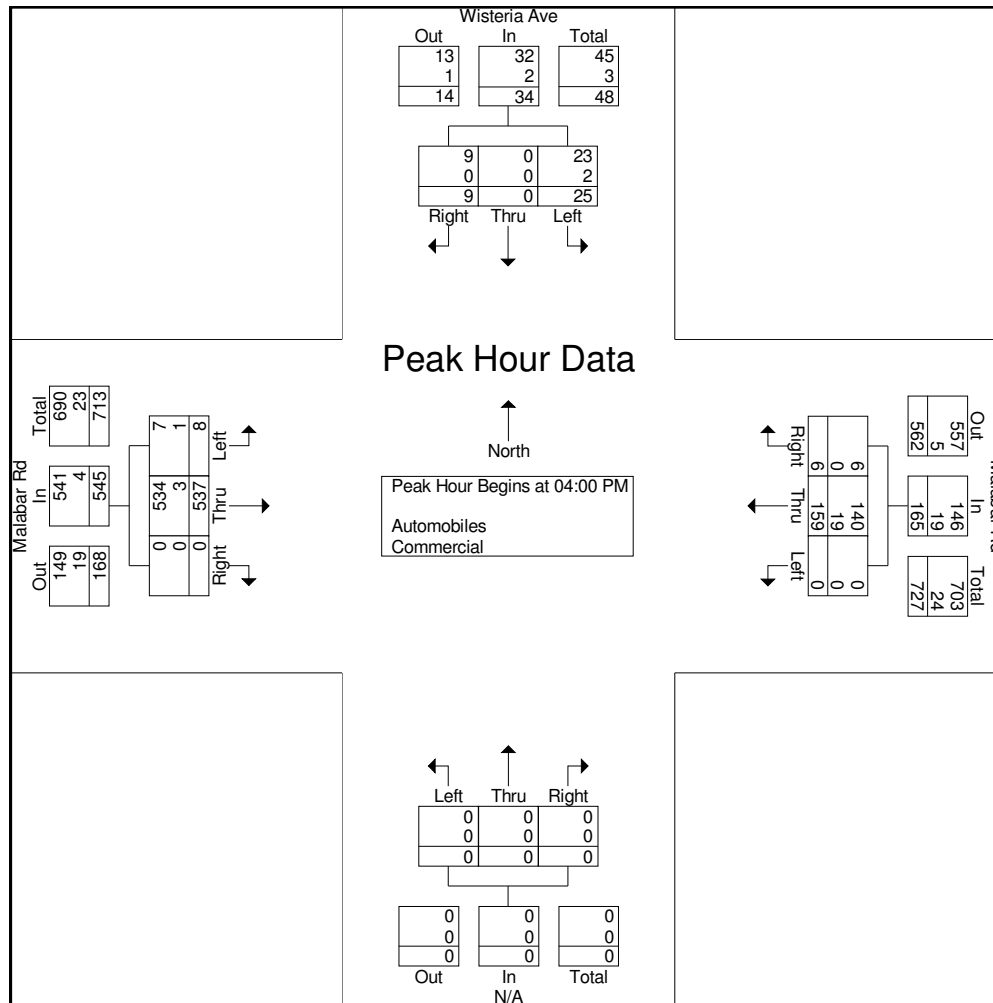 Wisteria Ave
Out In Total
13 32 45
1 2 3
14 34 48
9 0 23
0 0 2
9 0 25
Right Thru Left
Peak Hour Data
North
Peak Hour Begins at 04:00 PM
Automobiles
Commercial
Malabar Rd
Total In Out
690 541 149
23 4 19
713 545 168
7 534 0
1 3 0
8 537 0
Left Thru Right
Out In Total
557 146 703
5 19 24
562 165 727
6 140 0
0 19 0
6 159 0
Right Thru Left
Left Thru Right
0 0 0
0 0 0
0 0 0
0 0 0
0 0 0
0 0 0
Out In Total
N/A